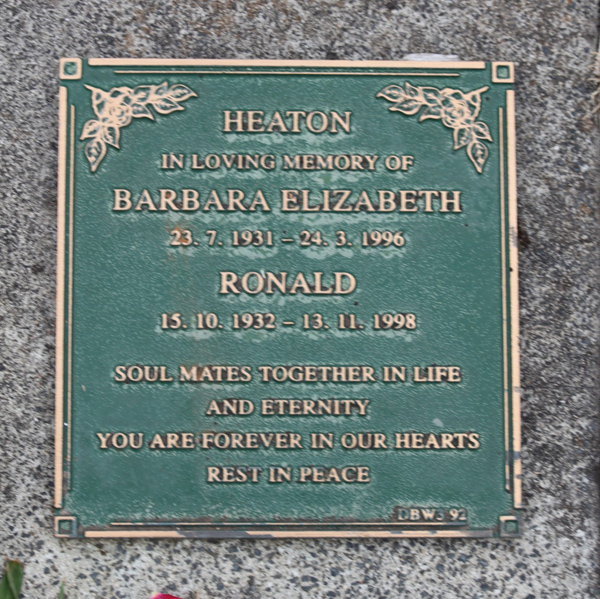 HEATON
IN LOVING MEMORY OF
BARBARA ELIZABETH
23. 7. 1931 – 24. 3. 1996
RONALD
15. 10. 1932 – 13. 11. 1998
SOUL MATES TOGETHER IN LIFE
AND ETERNITY
YOU ARE FOREVER IN OUR HEARTS
REST IN PEACE
92